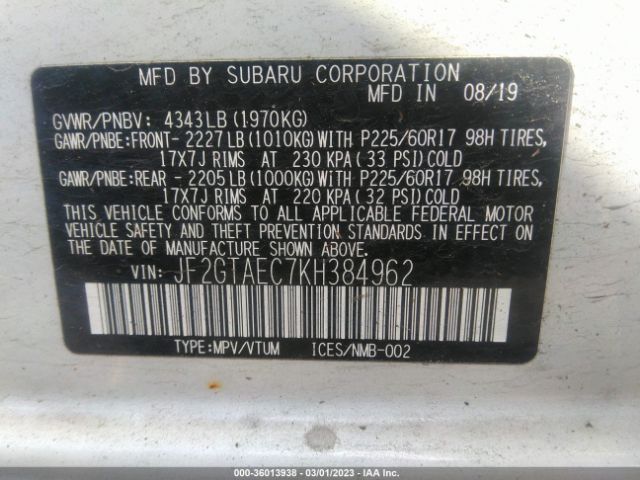 MFD BY SUBARU CORPORATION
MFD IN 08/19
GVWR/PNBV: 4343LB (1970KG)
GAWR/PNBE:FRONT- 2227LB (1010KG) WITH P225/60R17 98H TIRES,
17X7J RIMS AT 230 KPA ( 33 PSI) COLD
GAWR/PNBE:REAR - 2205LB (1000KG) WITH P225/60R17 98H TIRES,
17X7J RIMS AT 220 KPA ( 32 PSI) COLD
THIS VEHICLE CONFORMS TO ALL APPLICABLE FEDERAL MOTOR
VEHICLE SAFETY AND THEFT PREVENTION STANDARDS IN EFFECT
ON THE DATE OF MANUFACTURE SHOWN ABOVE.
VIN: JF2GTAEC7KH384962
TYPE:MPV/VTUM ICES/NMB-002
000-36013938 - 03/01/2023 - IAA Inc.